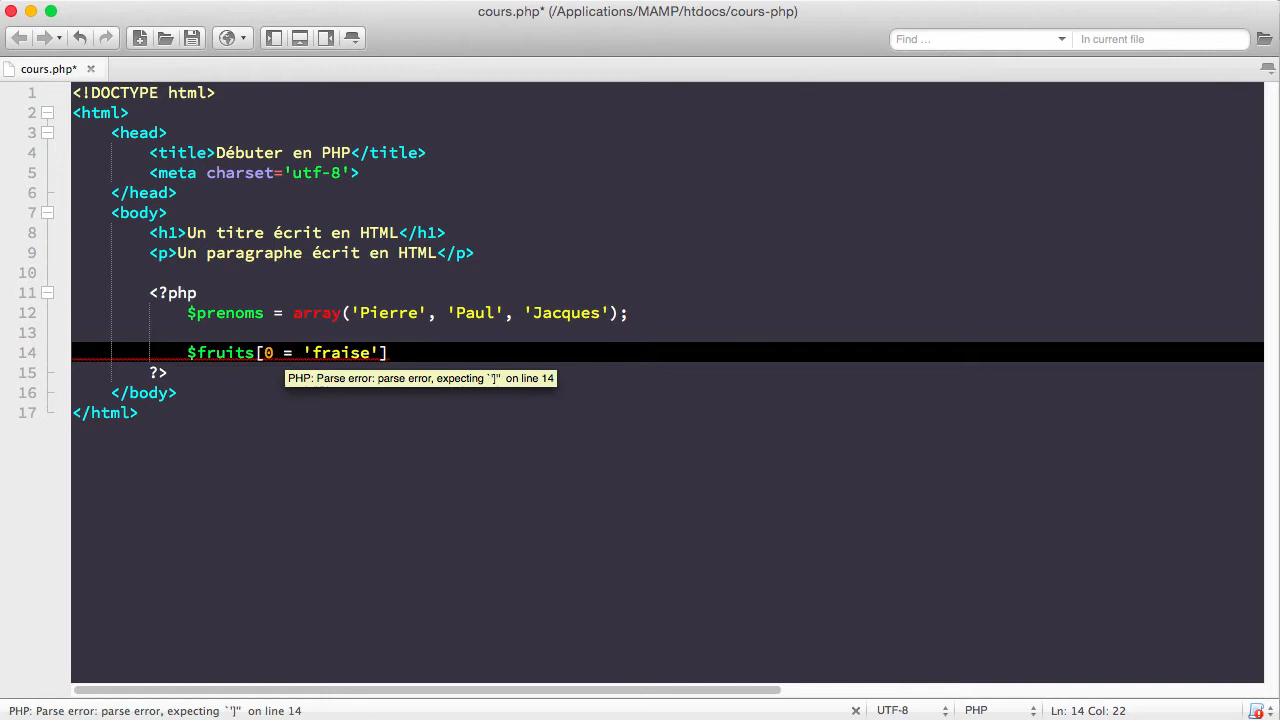 cours.php* (/Applications/MAMP/htdocs/cours-php)
Find ... In current file
cours.php*
1 <!DOCTYPE html>
2 <html>
3 <head>
4 <title>Débuter en PHP</title>
5 <meta charset='utf-8'>
6 </head>
7 <body>
8 <h1>Un titre écrit en HTML</h1>
9 <p>Un paragraphe écrit en HTML</p>
10
11 <?php
12 $prenoms = array('Pierre', 'Paul', 'Jacques');
13
14 $fruits[0 = 'fraise']
PHP: Parse error: parse error, expecting `']'' on line 14
15 ?>
16 </body>
17 </html>
PHP: Parse error: parse error, expecting `']'' on line 14 UTF-8 PHP Ln: 14 Col: 22